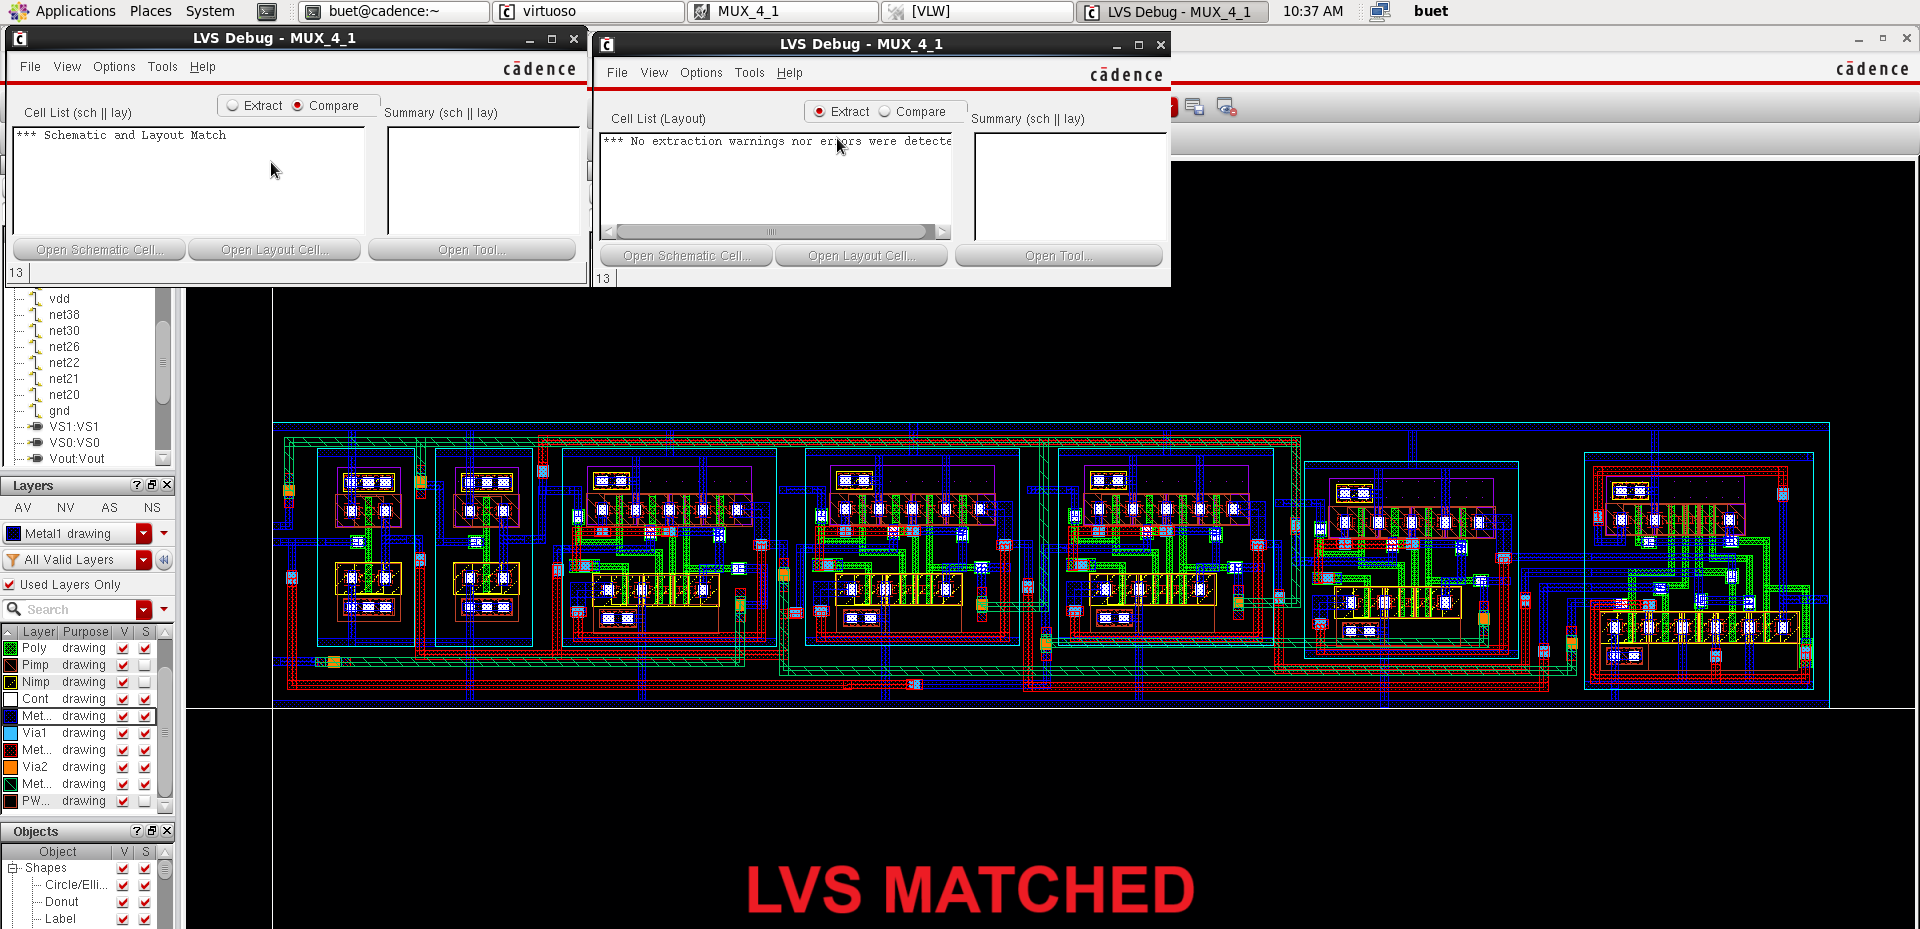 Applications Places System buet@cadence:~ virtuoso MUX_4_1 [VLW] LVS Debug - MUX_4_1 10:37 AM buet
LVS Debug - MUX_4_1
File View Options Tools Help cādence
Extract Compare
Cell List (sch || lay) Summary (sch || lay)
*** Schematic and Layout Match
Open Schematic Cell... Open Layout Cell... Open Tool...
13
LVS Debug - MUX_4_1
File View Options Tools Help cādence
Extract Compare
Cell List (Layout) Summary (sch || lay)
*** No extraction warnings nor errors were detecte
Open Schematic Cell... Open Layout Cell... Open Tool...
13
cādence
vdd
net38
net30
net26
net22
net21
net20
gnd
VS1:VS1
VS0:VS0
Vout:Vout
Layers
AV NV AS NS
Metal1 drawing
All Valid Layers
Used Layers Only
Search
Layer Purpose V S
Poly drawing
Pimp drawing
Nimp drawing
Cont drawing
Met... drawing
Via1 drawing
Met... drawing
Via2 drawing
Met... drawing
PW... drawing
Objects
Object V S
Shapes
Circle/Elli...
Donut
Label
LVS MATCHED